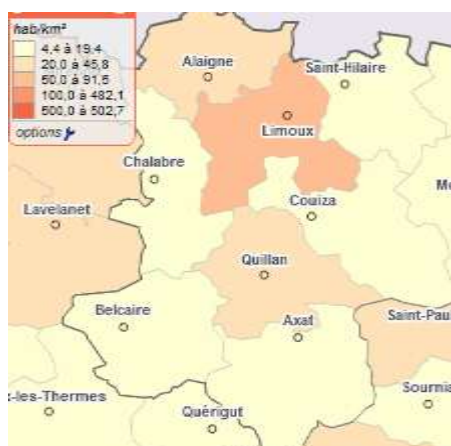 hab/km²
4,4 à 19,4
20,0 à 45,8
50,0 à 91,5
100,0 à 482,1
500,0 à 502,7
options
Alaigne
Saint-Hilaire
Limoux
Chalabre
Couiza
Lavelanet
Quillan
Belcaire
Axat
Saint-Pau
x-les-Thermes
Sournia
Quérigut